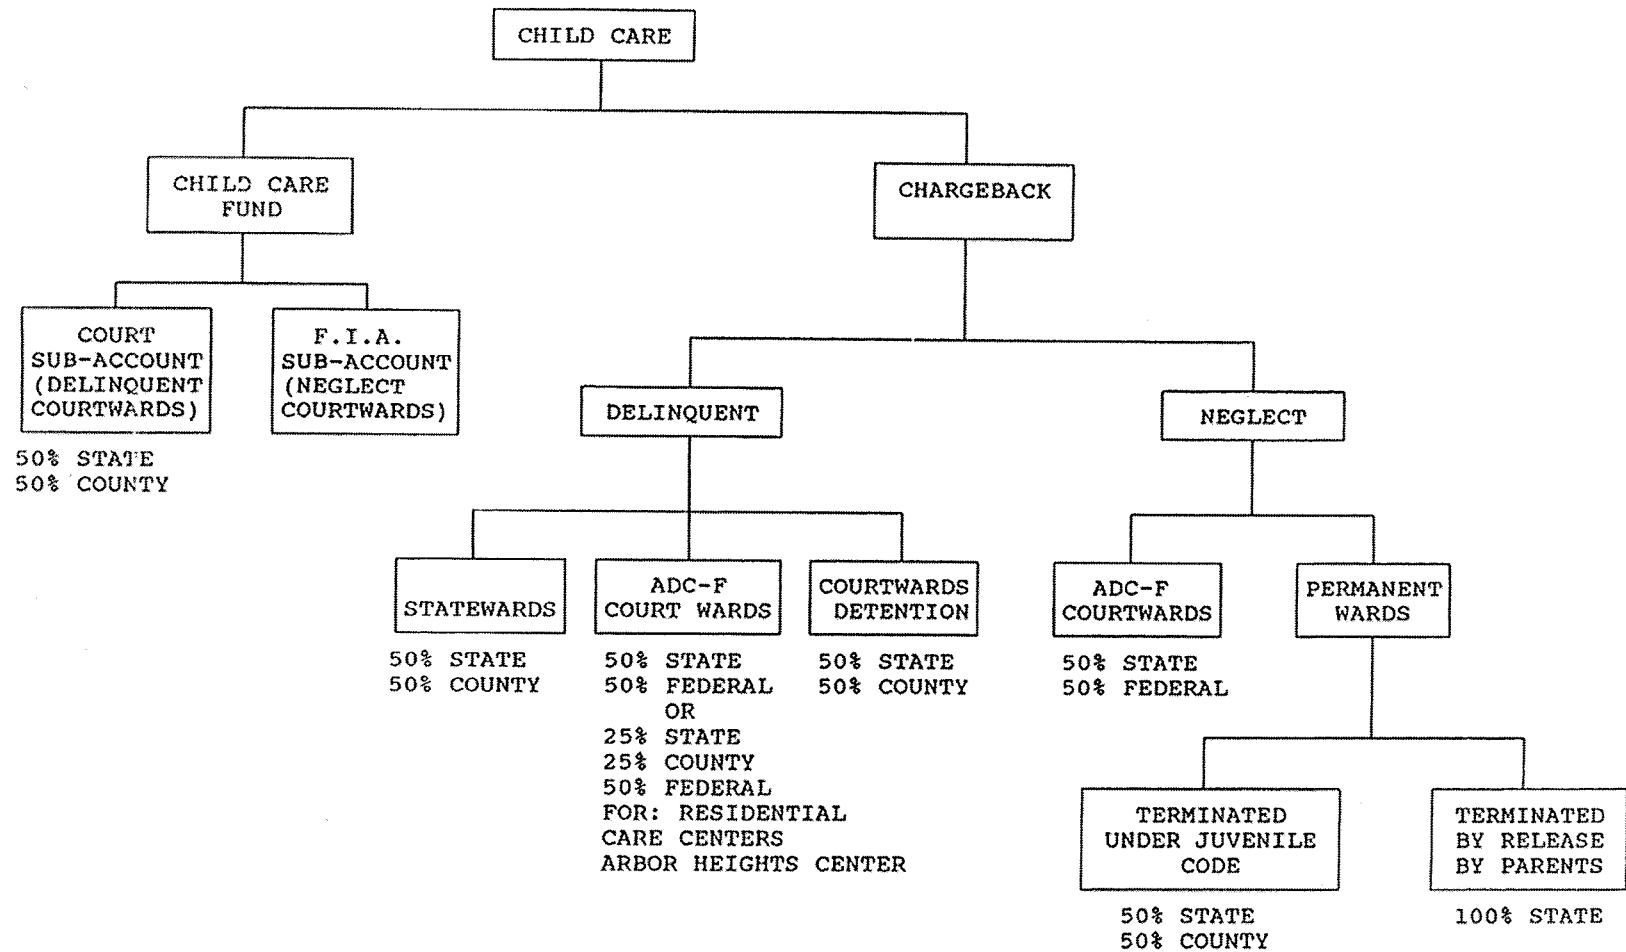 CHILD CARE
CHILD CARE
FUND
CHARGEBACK
COURT
SUB-ACCOUNT
(DELINQUENT
COURTWARDS)
F.I.A.
SUB-ACCOUNT
(NEGLECT
COURTWARDS)
50% STATE
50% COUNTY
DELINQUENT
NEGLECT
STATEWARDS
ADC-F
COURT WARDS
COURTWARDS
DETENTION
ADC-F
COURTWARDS
PERMANENT
WARDS
50% STATE
50% COUNTY
50% STATE
50% FEDERAL
OR
25% STATE
25% COUNTY
50% FEDERAL
FOR: RESIDENTIAL
CARE CENTERS
ARBOR HEIGHTS CENTER
50% STATE
50% COUNTY
50% STATE
50% FEDERAL
TERMINATED
UNDER JUVENILE
CODE
TERMINATED
BY RELEASE
BY PARENTS
50% STATE
50% COUNTY
100% STATE